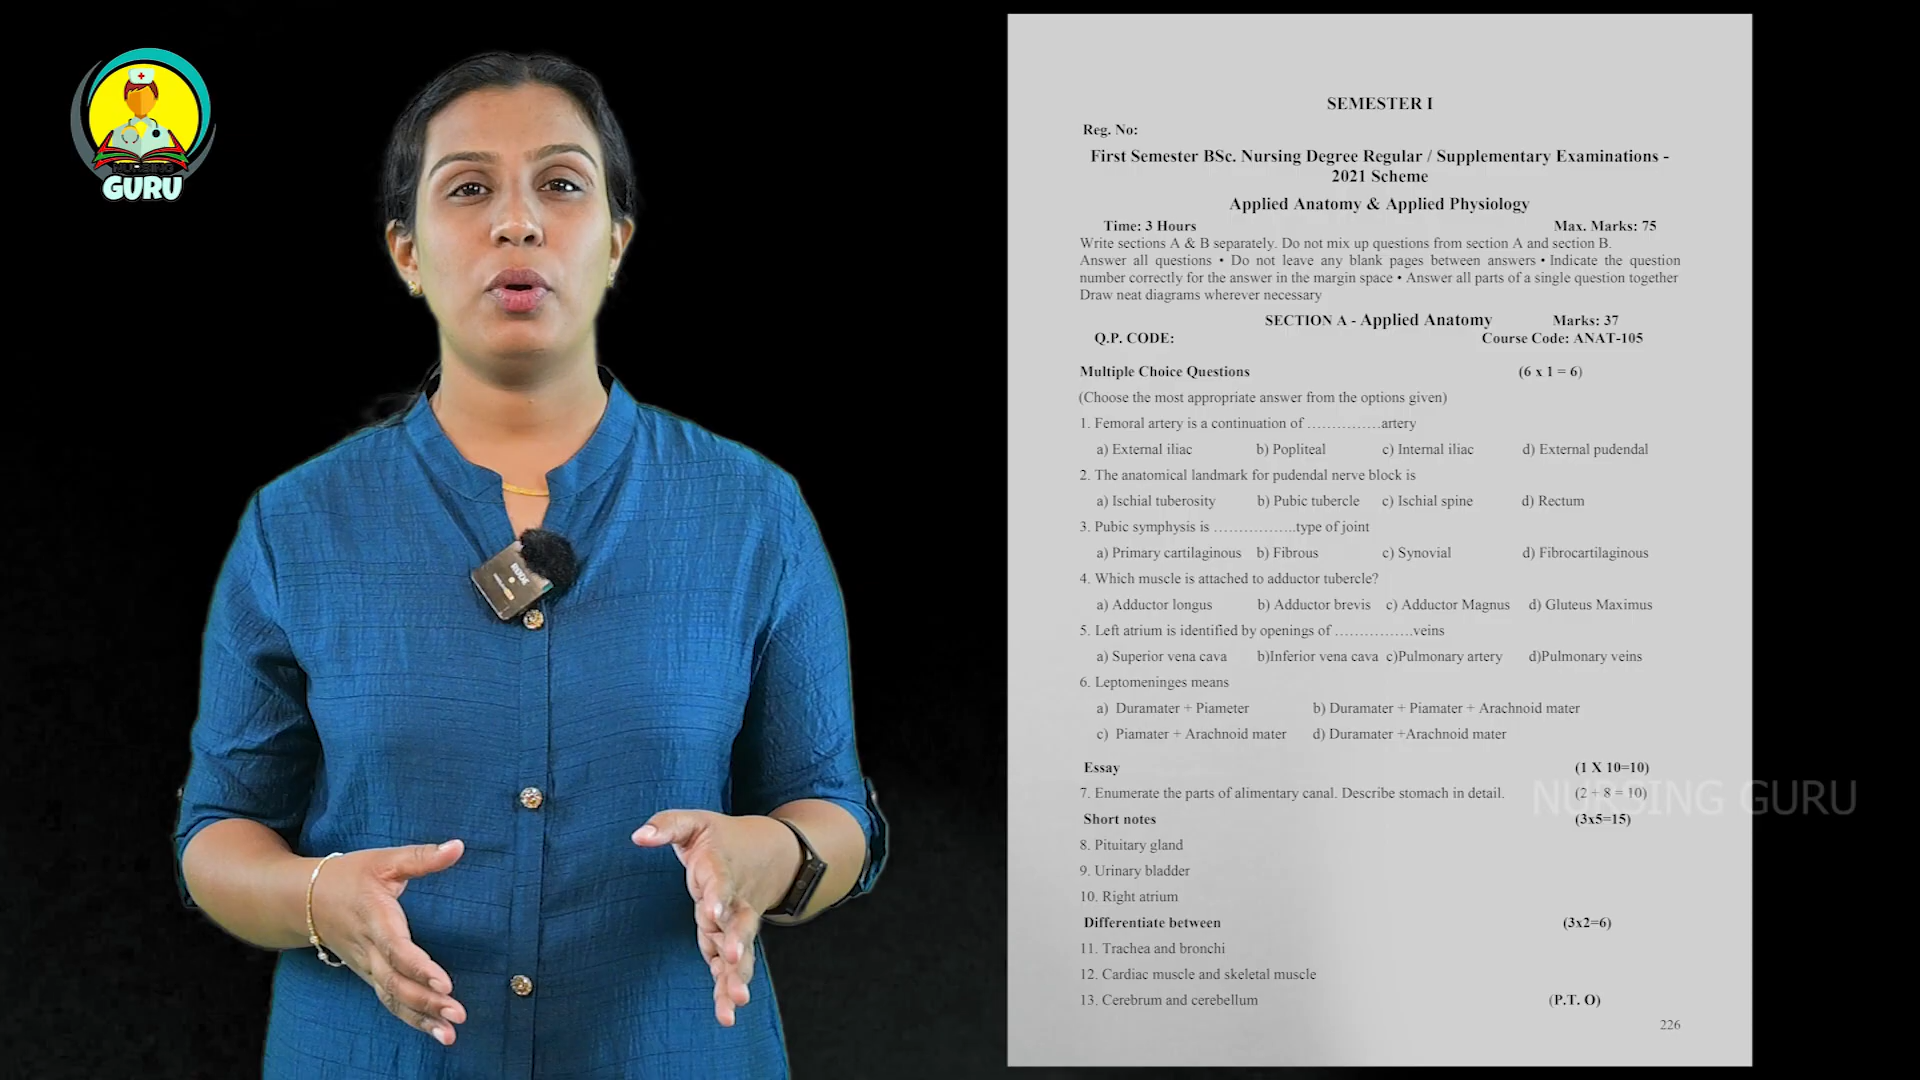 NURSING
GURU
SEMESTER I
Reg. No:
First Semester BSc. Nursing Degree Regular / Supplementary Examinations -
2021 Scheme
Applied Anatomy & Applied Physiology
Time: 3 Hours Max. Marks: 75
Write sections A & B separately. Do not mix up questions from section A and section B.
Answer all questions • Do not leave any blank pages between answers • Indicate the question
number correctly for the answer in the margin space • Answer all parts of a single question together
Draw neat diagrams wherever necessary
SECTION A - Applied Anatomy Marks: 37
Q.P. CODE: Course Code: ANAT-105
Multiple Choice Questions (6 x 1 = 6)
(Choose the most appropriate answer from the options given)
1. Femoral artery is a continuation of ……………artery
a) External iliac b) Popliteal c) Internal iliac d) External pudendal
2. The anatomical landmark for pudendal nerve block is
a) Ischial tuberosity b) Pubic tubercle c) Ischial spine d) Rectum
3. Pubic symphysis is ……………..type of joint
a) Primary cartilaginous b) Fibrous c) Synovial d) Fibrocartilaginous
4. Which muscle is attached to adductor tubercle?
a) Adductor longus b) Adductor brevis c) Adductor Magnus d) Gluteus Maximus
5. Left atrium is identified by openings of …………….veins
a) Superior vena cava b)Inferior vena cava c)Pulmonary artery d)Pulmonary veins
6. Leptomeninges means
a) Duramater + Piameter b) Duramater + Piamater + Arachnoid mater
c) Piamater + Arachnoid mater d) Duramater +Arachnoid mater
Essay (1 X 10=10)
7. Enumerate the parts of alimentary canal. Describe stomach in detail. (2 + 8 = 10)
NURSING GURU
Short notes (3x5=15)
8. Pituitary gland
9. Urinary bladder
10. Right atrium
Differentiate between (3x2=6)
11. Trachea and bronchi
12. Cardiac muscle and skeletal muscle
13. Cerebrum and cerebellum (P.T. O)
226
RODE